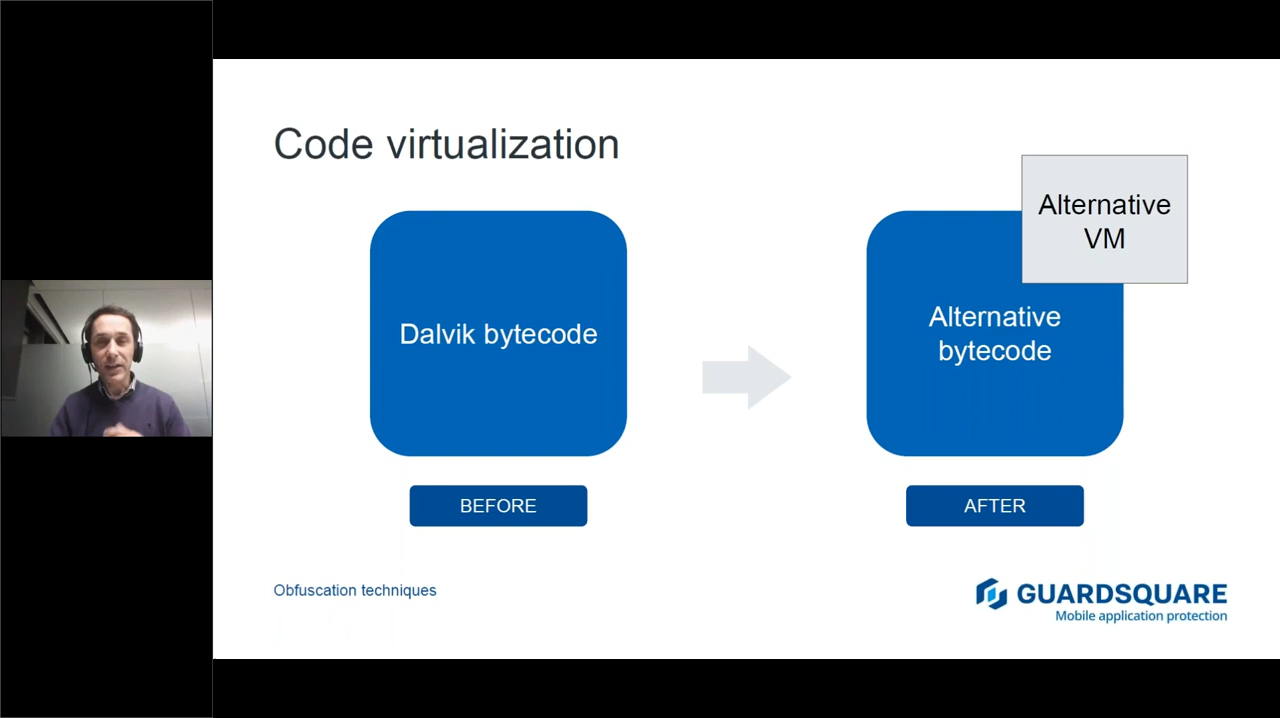 Code virtualization
Alternative
VM
Dalvik bytecode
Alternative
bytecode
BEFORE
AFTER
Obfuscation techniques
GUARDSQUARE
Mobile application protection